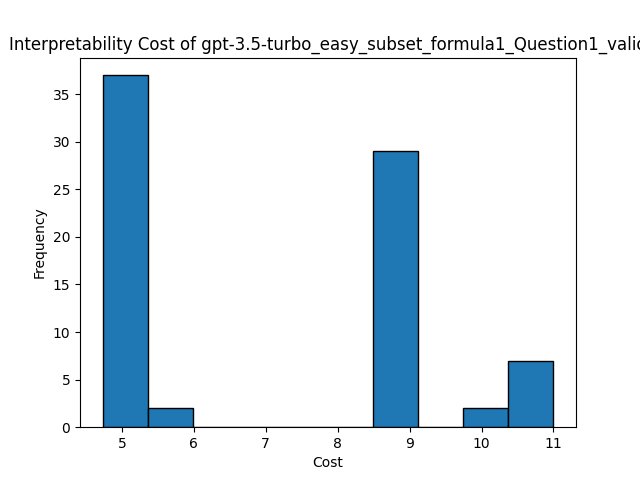 Interpretability Cost of gpt-3.5-turbo_easy_subset_formula1_Question1_valid
35
30
25
20
15
10
5
0
Frequency
5 6 7 8 9 10 11
Cost